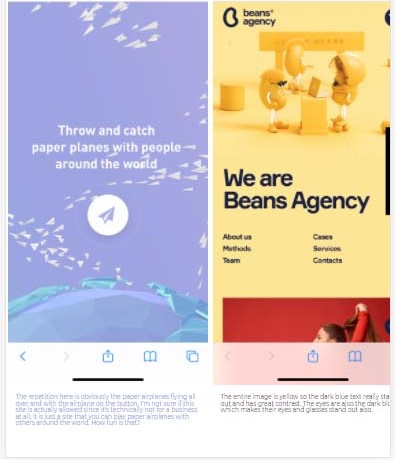 Throw and catch
paper planes with people
around the world
The repetition here is obviously the paper airplanes flying all
over and with the airplane on the button, I'm not sure if this
site is actually allowed since its technically not for a business
at all, it is just a site that you can play paper airplanes with
others around the world. How fun is that?
beans°
agency
We are
Beans Agency
About us
Methods
Team
Cases
Services
Contacts
The entire image is yellow so the dark blue text really sta
out and has great contrast. The eyes are also the dark bl
which makes their eyes and glasses stand out also.